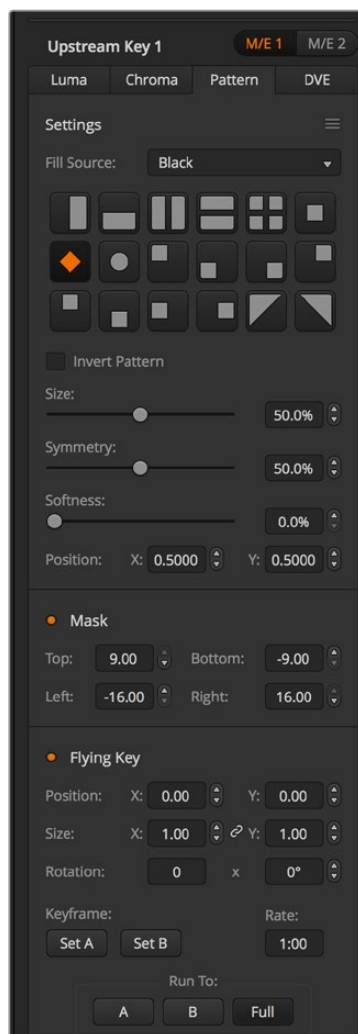 Upstream Key 1 M/E 1 M/E 2
Luma Chroma Pattern DVE
Settings
Fill Source: Black
Invert Pattern
Size:
50.0%
Symmetry:
50.0%
Softness:
0.0%
Position: X: 0.5000 Y: 0.5000
Mask
Top: 9.00 Bottom: -9.00
Left: -16.00 Right: 16.00
Flying Key
Position: X: 0.00 Y: 0.00
Size: X: 1.00 Y: 1.00
Rotation: 0 x 0°
Keyframe: Rate:
Set A Set B 1:00
Run To:
A B Full